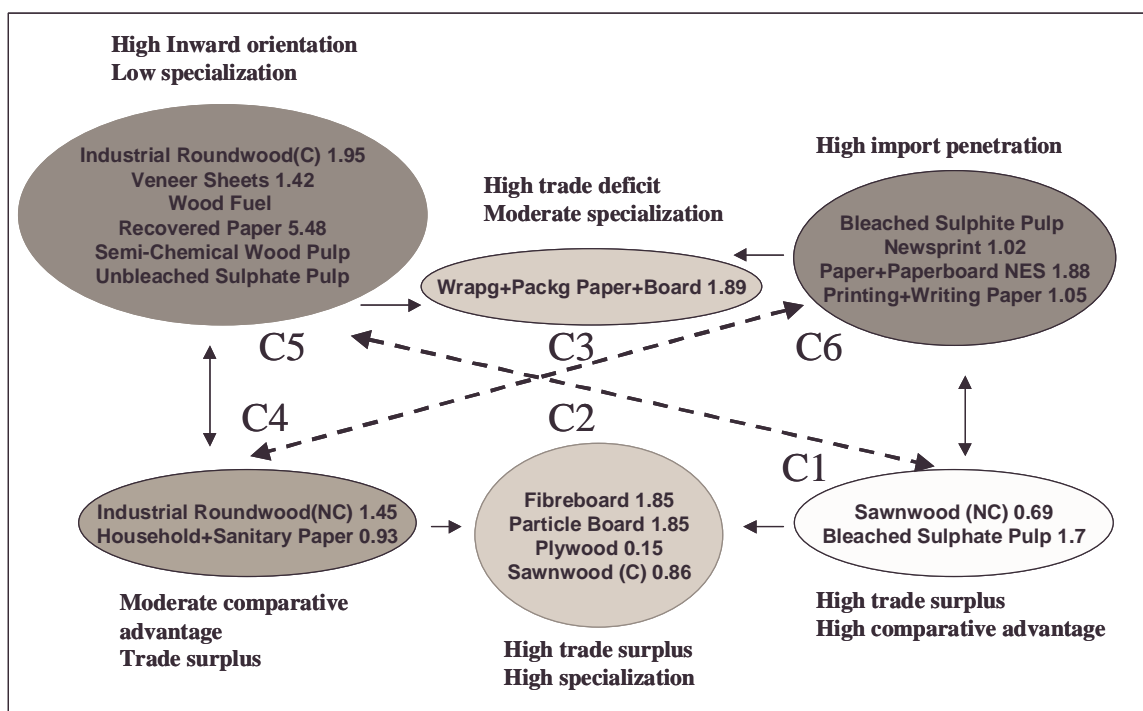 High Inward orientation
Low specialization
Industrial Roundwood(C) 1.95
Veneer Sheets 1.42
Wood Fuel
Recovered Paper 5.48
Semi-Chemical Wood Pulp
Unbleached Sulphate Pulp
High trade deficit
Moderate specialization
Wrapg+Packg Paper+Board 1.89
High import penetration
Bleached Sulphite Pulp
Newsprint 1.02
Paper+Paperboard NES 1.88
Printing+Writing Paper 1.05
C5
C3
C6
C4
C2
C1
Industrial Roundwood(NC) 1.45
Household+Sanitary Paper 0.93
Moderate comparative
advantage
Trade surplus
Fibreboard 1.85
Particle Board 1.85
Plywood 0.15
Sawnwood (C) 0.86
High trade surplus
High specialization
Sawnwood (NC) 0.69
Bleached Sulphate Pulp 1.7
High trade surplus
High comparative advantage